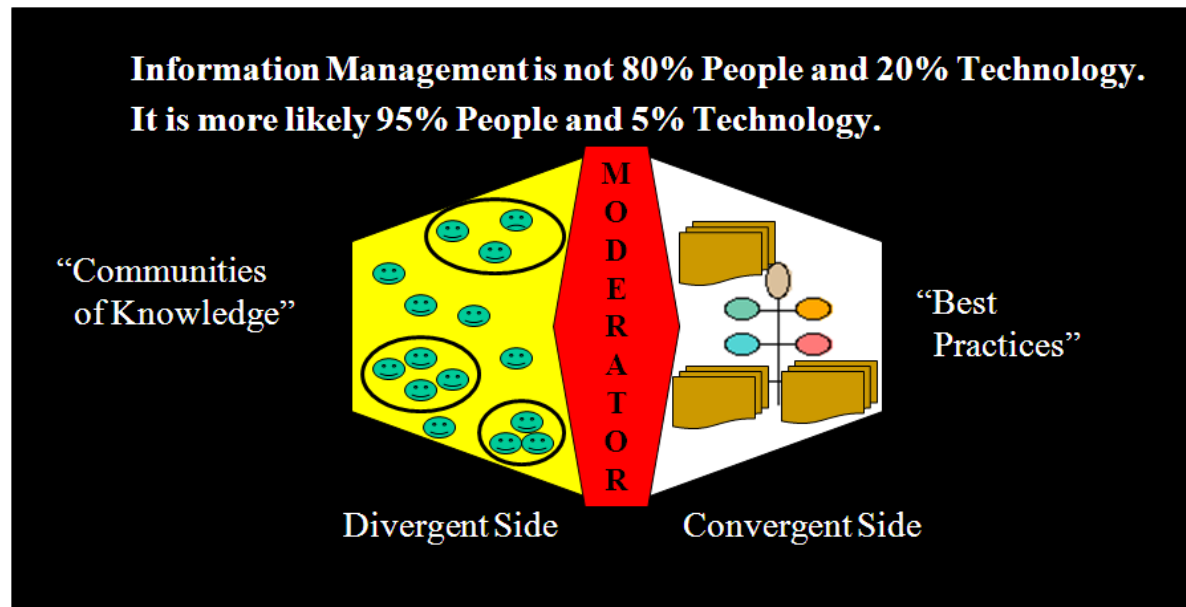 Information Management is not 80% People and 20% Technology.
It is more likely 95% People and 5% Technology.
MODERATOR
“Communities
of Knowledge”
“Best
Practices”
Divergent Side
Convergent Side